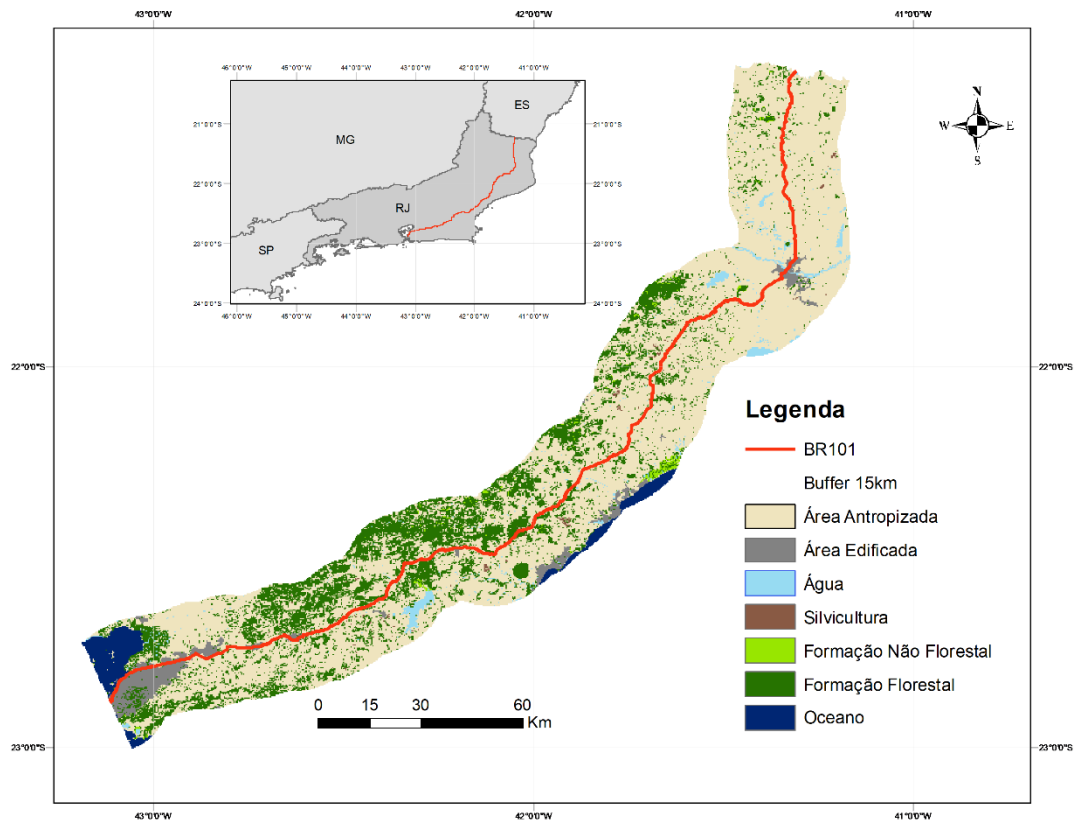 43°0'0"W 42°0'0"W 41°0'0"W
46°0'0"W 45°0'0"W 44°0'0"W 43°0'0"W 42°0'0"W 41°0'0"W
ES
21°0'0"S 21°0'0"S
MG
22°0'0"S 22°0'0"S
RJ
23°0'0"S 23°0'0"S
SP
24°0'0"S 24°0'0"S
46°0'0"W 45°0'0"W 44°0'0"W 43°0'0"W 42°0'0"W 41°0'0"W
N
W E
S
22°0'0"S 22°0'0"S
Legenda
BR101
Buffer 15km
Área Antropizada
Área Edificada
Água
Silvicultura
Formação Não Florestal
Formação Florestal
Oceano
0 15 30 60
Km
23°0'0"S 23°0'0"S
43°0'0"W 42°0'0"W 41°0'0"W